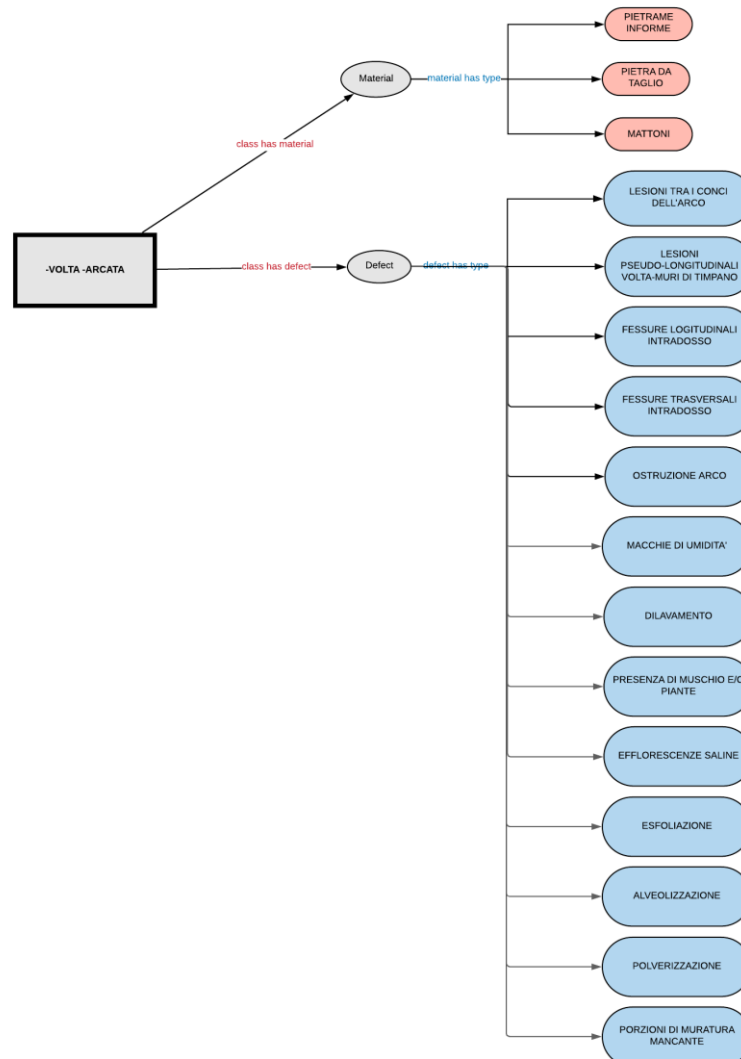 PIETRAME
INFORME
Material
material has type
PIETRA DA
TAGLIO
MATTONI
class has material
LESIONI TRA I CONCI
DELL'ARCO
-VOLTA -ARCATA
class has defect
Defect
defect has type
LESIONI
PSEUDO-LONGITUDINALI
VOLTA-MURI DI TIMPANO
FESSURE LOGITUDINALI
INTRADOSSO
FESSURE TRASVERSALI
INTRADOSSO
OSTRUZIONE ARCO
MACCHIE DI UMIDITA'
DILAVAMENTO
PRESENZA DI MUSCHIO E/O
PIANTE
EFFLORESCENZE SALINE
ESFOLIAZIONE
ALVEOLIZZAZIONE
POLVERIZZAZIONE
PORZIONI DI MURATURA
MANCANTE